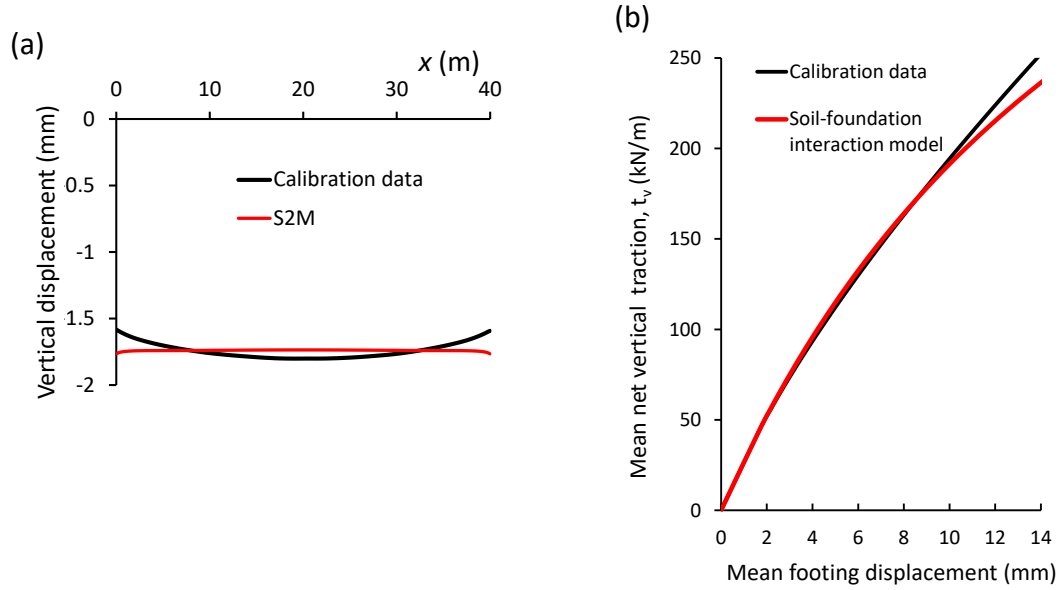 (a)
x (m)
0 10 20 30 40
0
0.5
-1
1.5
-2
Vertical displacement (mm)
Calibration data
S2M
(b)
250
200
150
100
50
0
Mean net vertical traction, tv (kN/m)
Calibration data
Soil-foundation
interaction model
0 2 4 6 8 10 12 14
Mean footing displacement (mm)